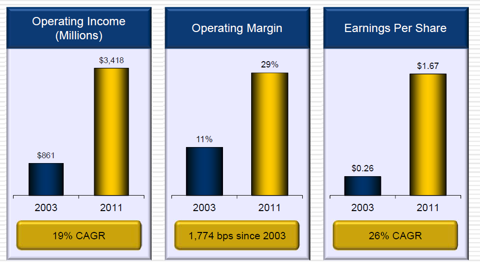 Operating Income
(Millions)
$3,418
$861
2003 2011
19% CAGR
Operating Margin
29%
11%
2003 2011
1,774 bps since 2003
Earnings Per Share
$1.67
$0.26
2003 2011
26% CAGR